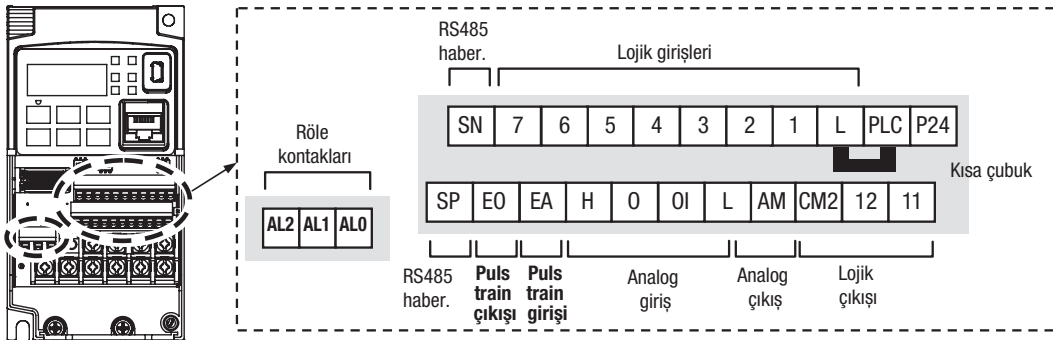 RS485
haber.
Lojik girişleri
SN 7 6 5 4 3 2 1 L PLC P24
Kısa çubuk
Röle
kontakları
AL2 AL1 AL0
SP EO EA H O OI L AM CM2 12 11
RS485
haber.
Puls
train
çıkışı
Puls
train
girişi
Analog
giriş
Analog
çıkış
Lojik
çıkışı